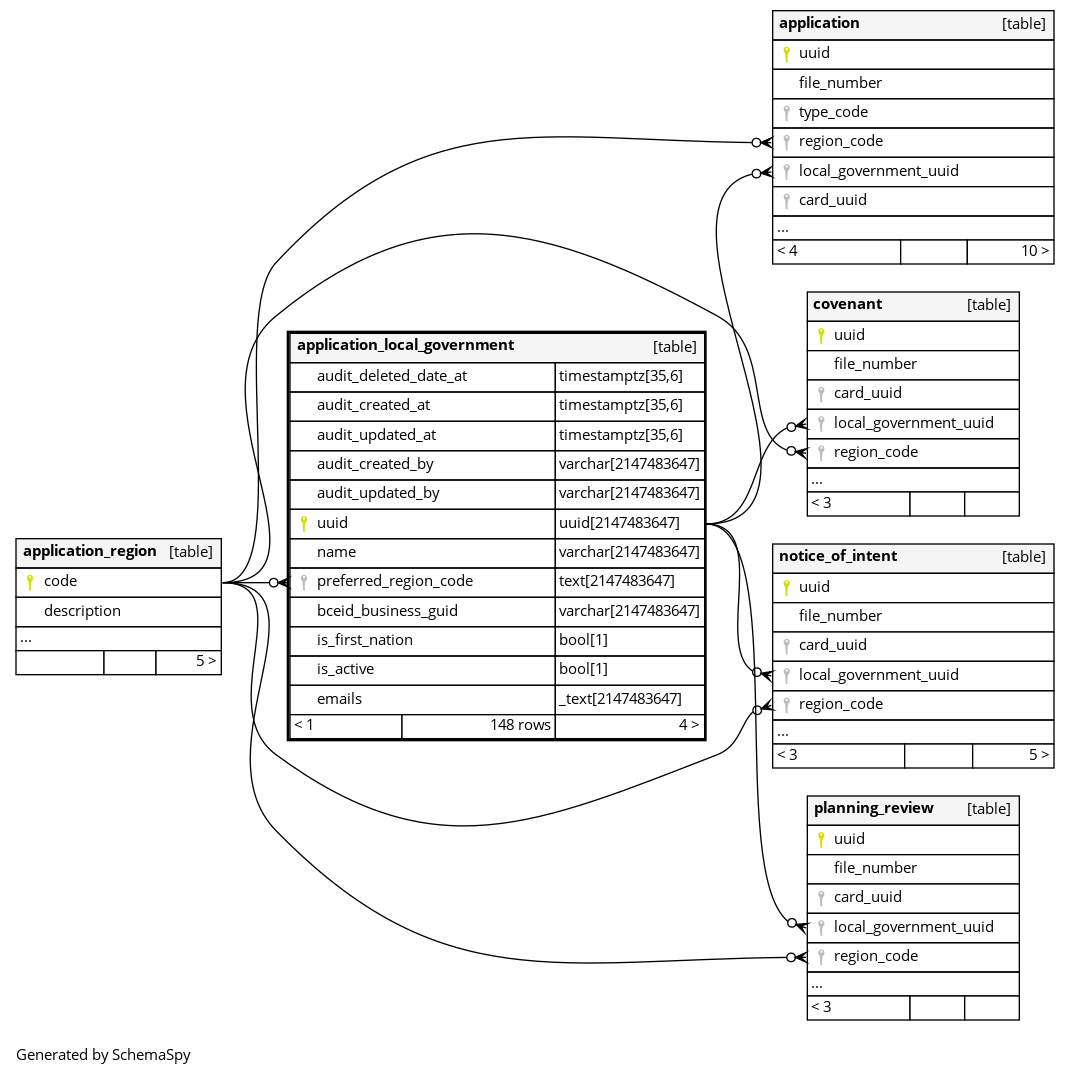 application [table]
uuid
file_number
type_code
region_code
local_government_uuid
card_uuid
...
< 4 10 >
covenant [table]
uuid
file_number
card_uuid
local_government_uuid
region_code
...
< 3
application_local_government [table]
audit_deleted_date_at timestamptz[35,6]
audit_created_at timestamptz[35,6]
audit_updated_at timestamptz[35,6]
audit_created_by varchar[2147483647]
audit_updated_by varchar[2147483647]
uuid uuid[2147483647]
name varchar[2147483647]
preferred_region_code text[2147483647]
bceid_business_guid varchar[2147483647]
is_first_nation bool[1]
is_active bool[1]
emails _text[2147483647]
< 1 148 rows 4 >
application_region [table]
code
description
...
5 >
notice_of_intent [table]
uuid
file_number
card_uuid
local_government_uuid
region_code
...
< 3 5 >
planning_review [table]
uuid
file_number
card_uuid
local_government_uuid
region_code
...
< 3
Generated by SchemaSpy